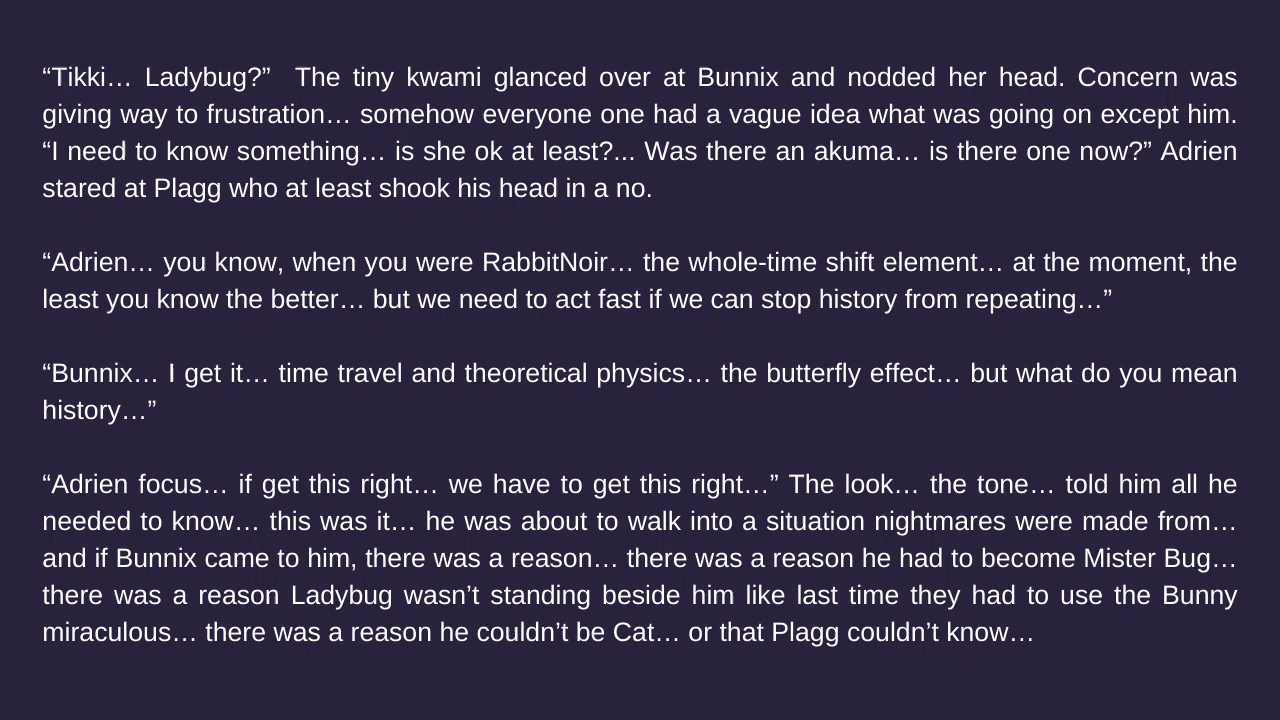 “Tikki… Ladybug?”  The tiny kwami glanced over at Bunnix and nodded her head. Concern was
giving way to frustration… somehow everyone one had a vague idea what was going on except him.
“I need to know something… is she ok at least?... Was there an akuma… is there one now?” Adrien
stared at Plagg who at least shook his head in a no.
“Adrien… you know, when you were RabbitNoir… the whole-time shift element… at the moment, the
least you know the better… but we need to act fast if we can stop history from repeating…”
“Bunnix… I get it… time travel and theoretical physics… the butterfly effect… but what do you mean
history…”
“Adrien focus… if get this right… we have to get this right…” The look… the tone… told him all he
needed to know… this was it… he was about to walk into a situation nightmares were made from…
and if Bunnix came to him, there was a reason… there was a reason he had to become Mister Bug…
there was a reason Ladybug wasn’t standing beside him like last time they had to use the Bunny
miraculous… there was a reason he couldn’t be Cat… or that Plagg couldn’t know…